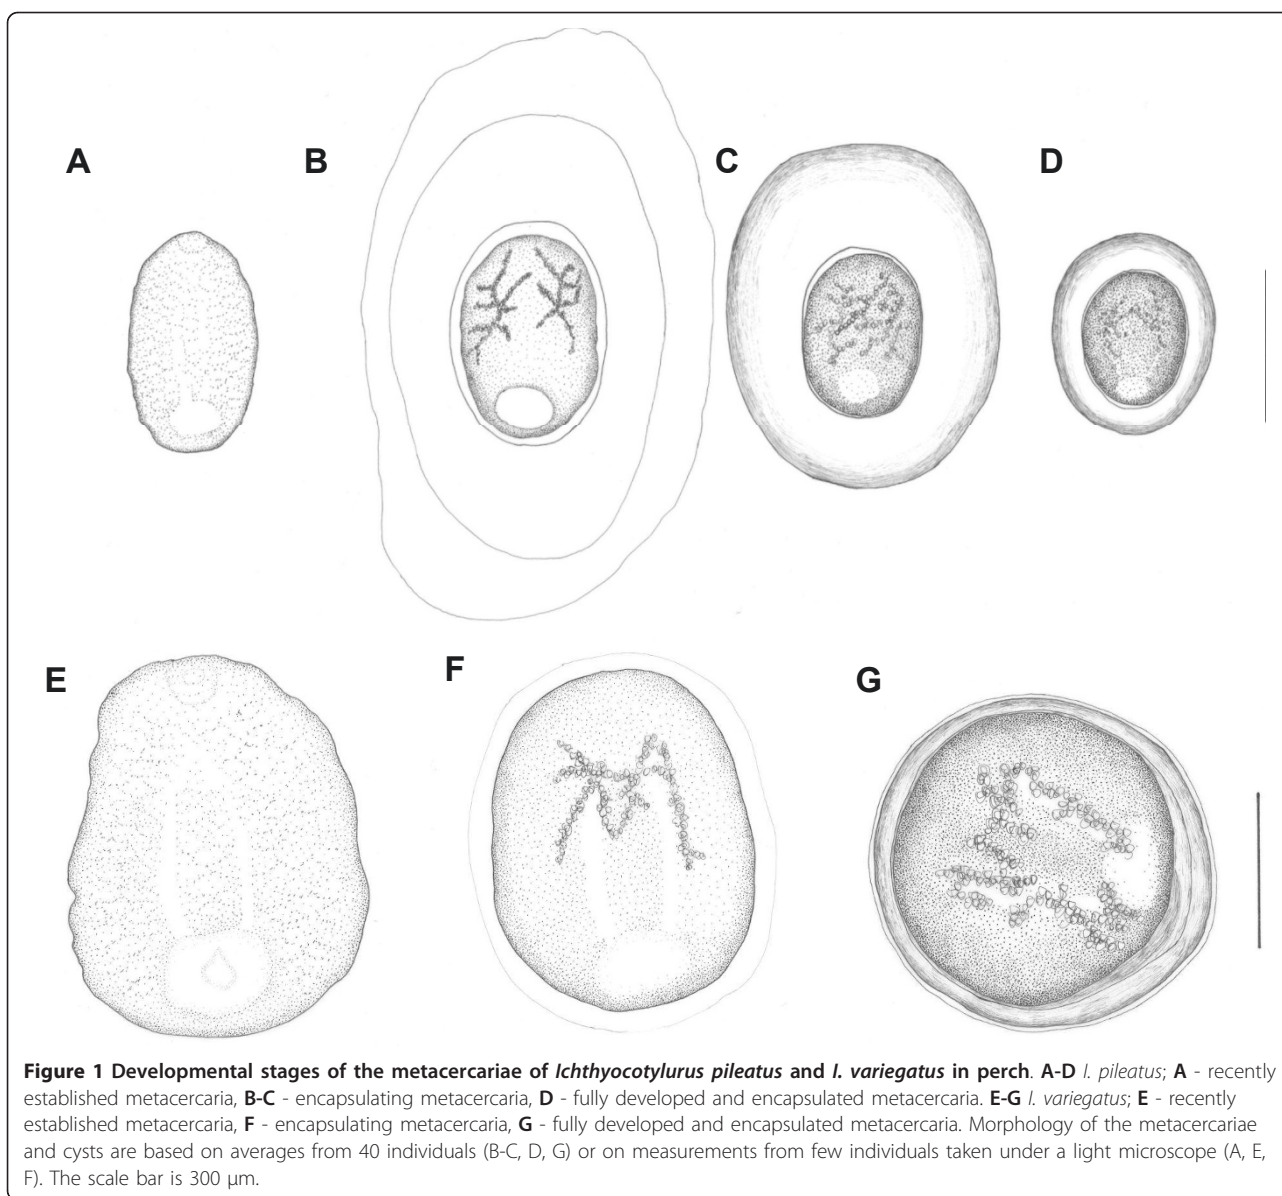 A
B
C
D
E
F
G
Figure 1 Developmental stages of the metacercariae of Ichthyocotylurus pileatus and I. variegatus in perch. A-D I. pileatus; A - recently
established metacercaria, B-C - encapsulating metacercaria, D - fully developed and encapsulated metacercaria. E-G I. variegatus; E - recently
established metacercaria, F - encapsulating metacercaria, G - fully developed and encapsulated metacercaria. Morphology of the metacercariae
and cysts are based on averages from 40 individuals (B-C, D, G) or on measurements from few individuals taken under a light microscope (A, E,
F). The scale bar is 300 μm.